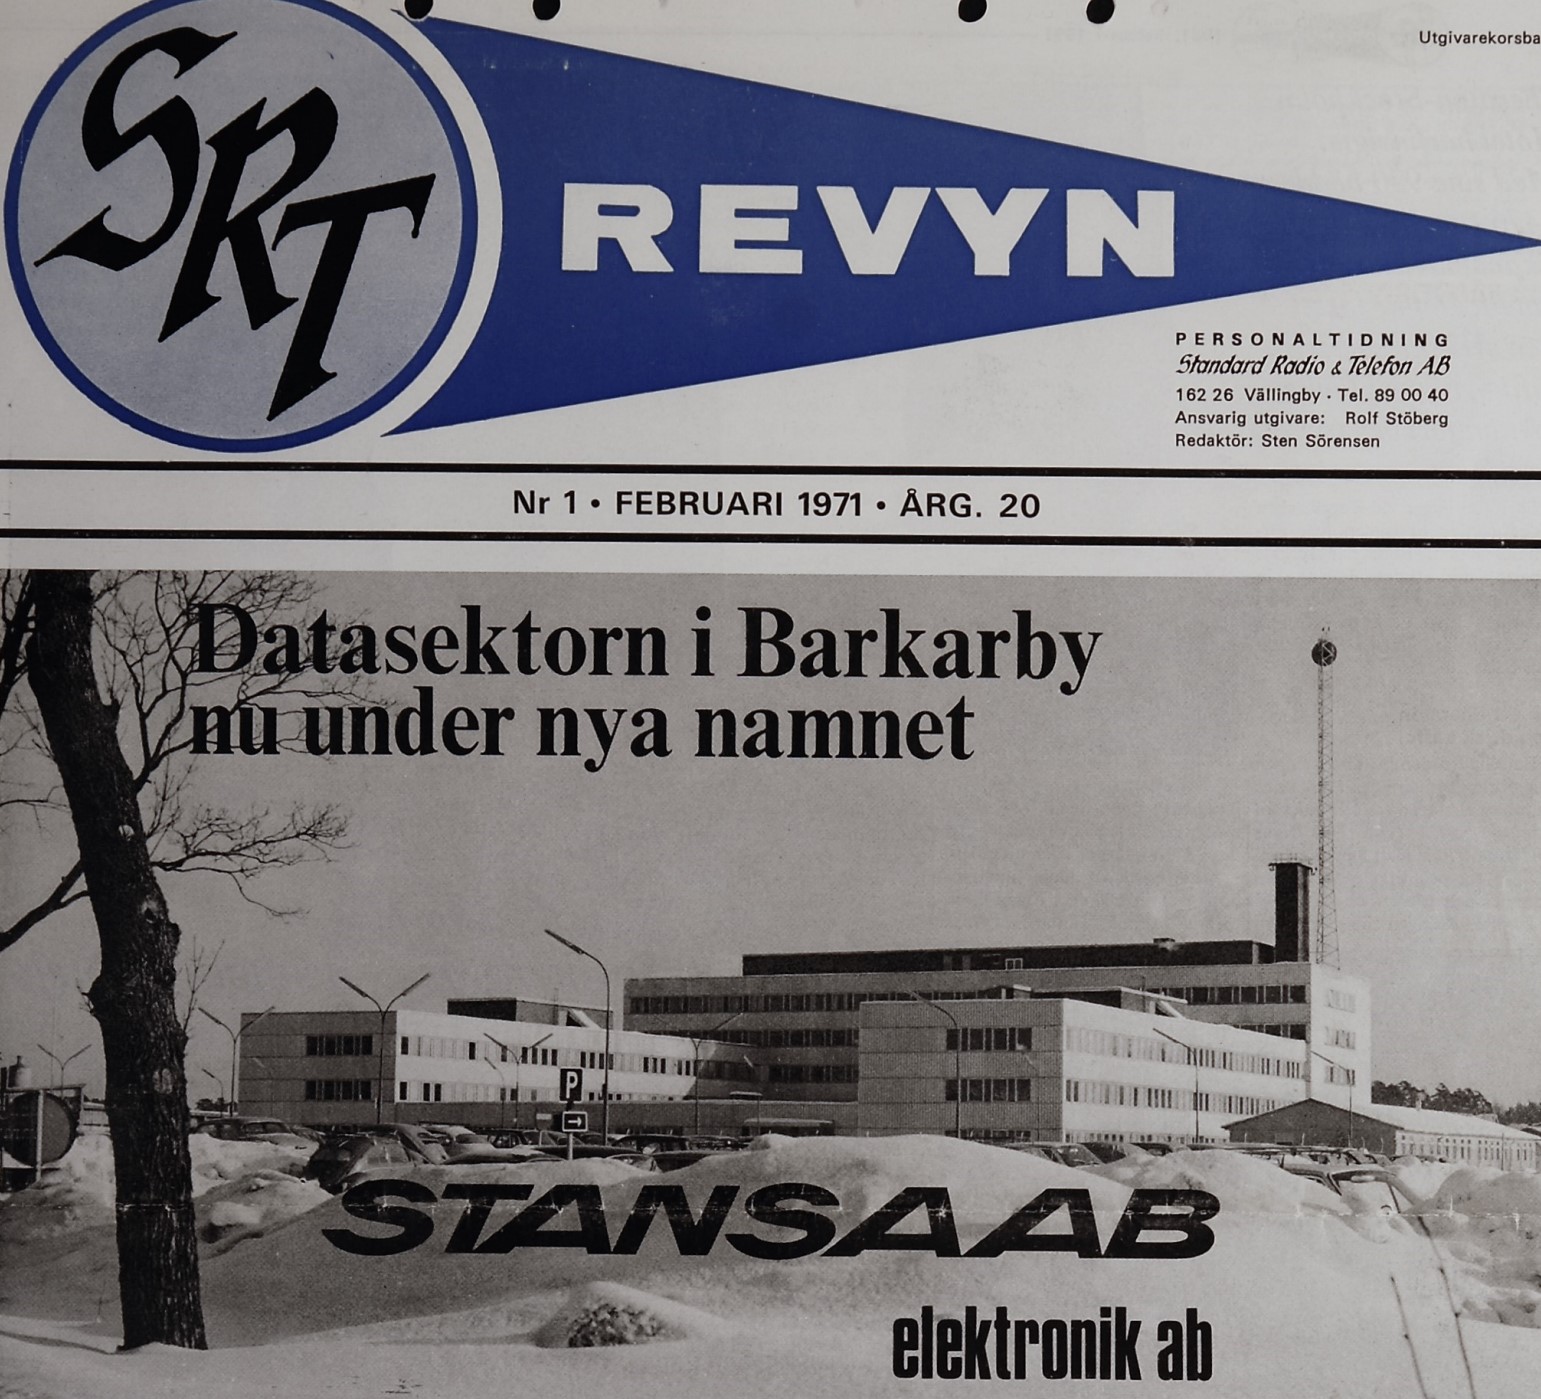 Utgivarekorsba
SRT
REVYN
PERSONALTIDNING
Standard Radio & Telefon AB
162 26 Vällingby · Tel. 89 00 40
Ansvarig utgivare: Rolf Stöberg
Redaktör: Sten Sörensen
Nr 1 • FEBRUARI 1971 • ÅRG. 20
Datasektorn i Barkarby
nu under nya namnet
P
STANSAAB
elektronik ab